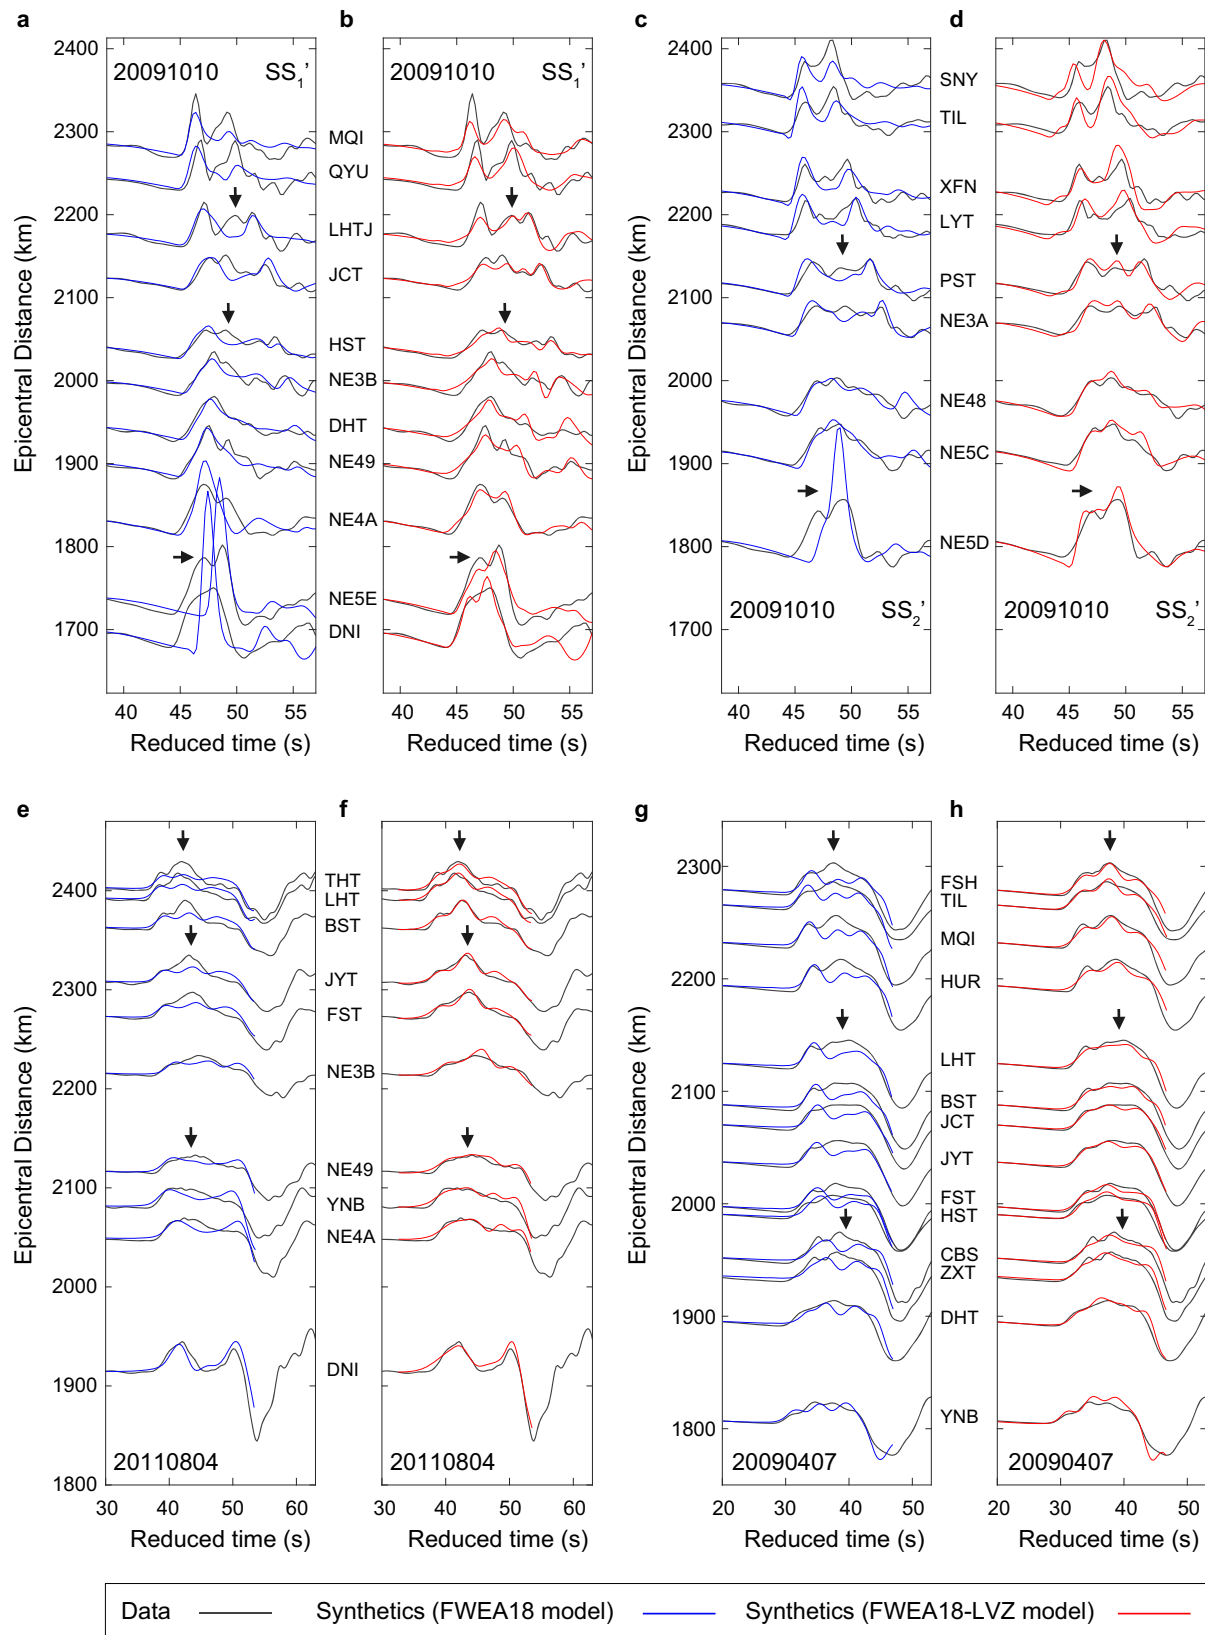 a
b
c
d
20091010 SS1'
20091010 SS1'
2400
2300
2200
2100
2000
1900
1800
1700
Epicentral Distance (km)
MQI
QYU
LHTJ
JCT
HST
NE3B
DHT
NE49
NE4A
NE5E
DNI
40 45 50 55
Reduced time (s)
40 45 50 55
Reduced time (s)
2400
2300
2200
2100
2000
1900
1800
1700
Epicentral Distance (km)
SNY
TIL
XFN
LYT
PST
NE3A
NE48
NE5C
NE5D
20091010 SS2'
20091010 SS2'
40 45 50 55
Reduced time (s)
40 45 50 55
Reduced time (s)
e
f
g
h
2400
2300
2200
2100
2000
1900
1800
Epicentral Distance (km)
THT
LHT
BST
JYT
FST
NE3B
NE49
YNB
NE4A
DNI
20110804
20110804
30 40 50 60
Reduced time (s)
30 40 50 60
Reduced time (s)
2300
2200
2100
2000
1900
1800
Epicentral Distance (km)
FSH
TIL
MQI
HUR
LHT
BST
JCT
JYT
FST
HST
CBS
ZXT
DHT
YNB
20090407
20090407
20 30 40 50
Reduced time (s)
20 30 40 50
Reduced time (s)
Data Synthetics (FWEA18 model) Synthetics (FWEA18-LVZ model)